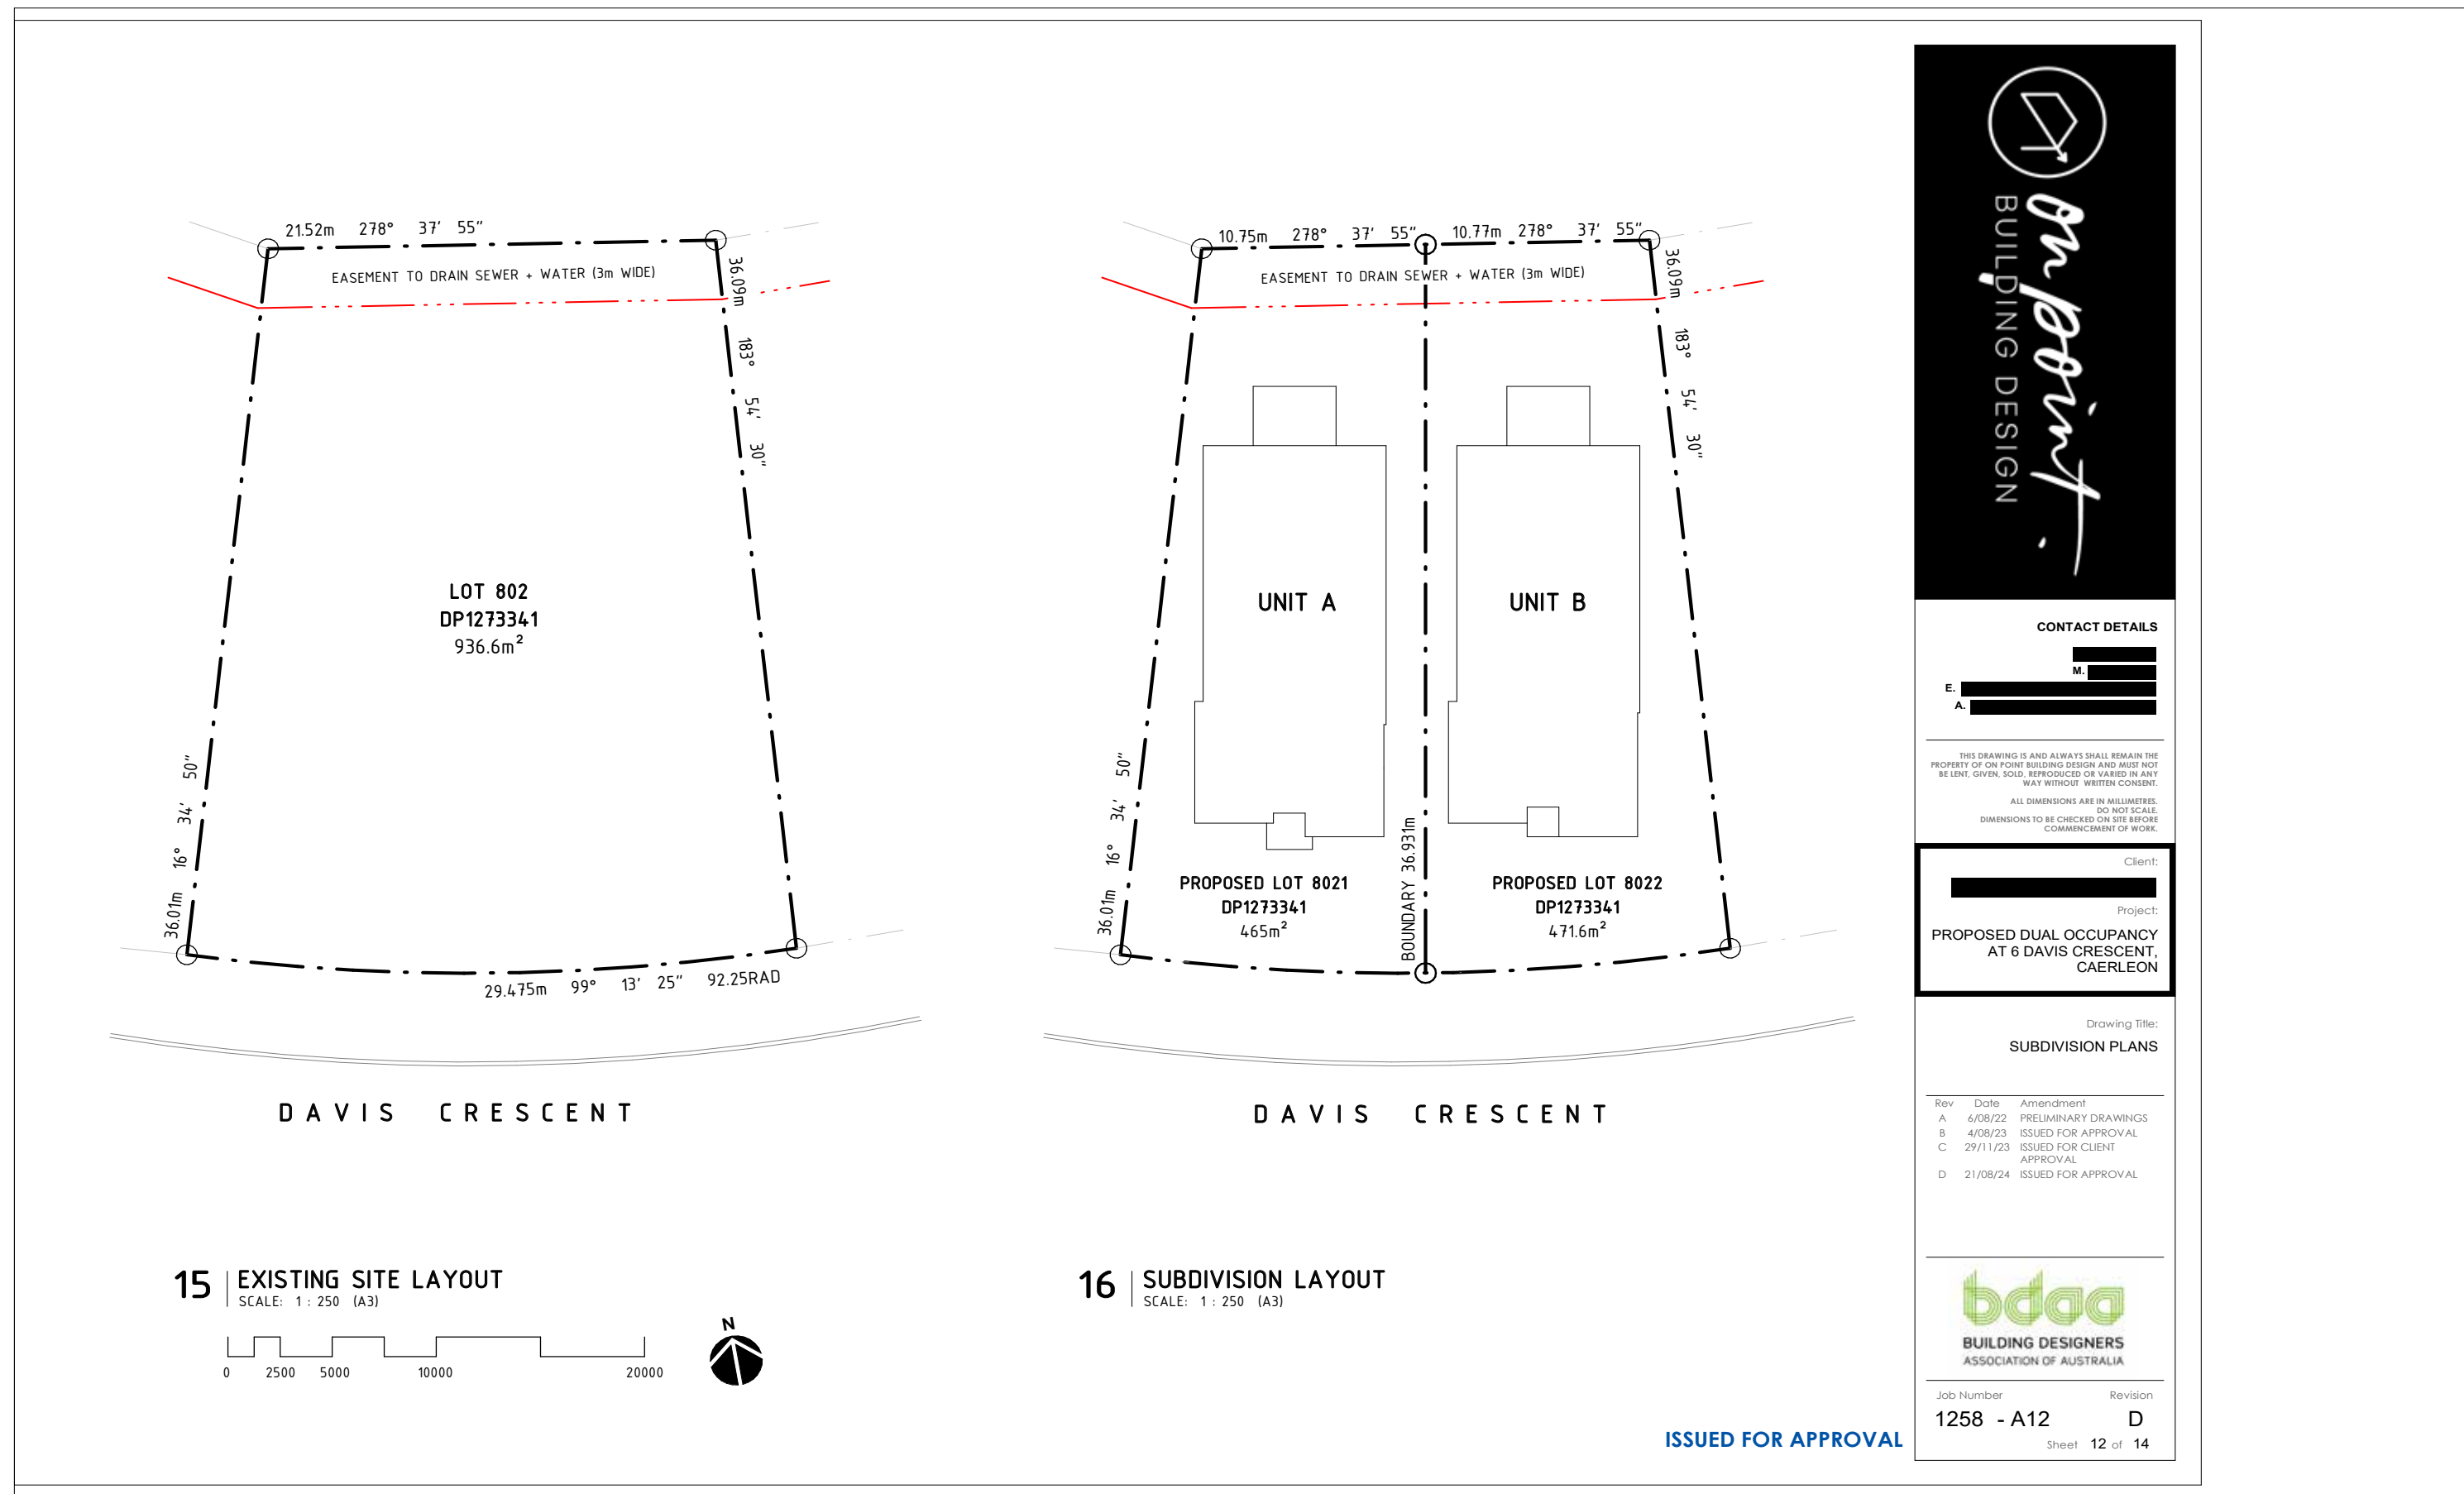 21.52m 278° 37' 55"
EASEMENT TO DRAIN SEWER + WATER (3m WIDE)
36.09m 183° 54' 30"
LOT 802
DP1273341
936.6m²
36.01m 16° 34' 50"
29.475m 99° 13' 25" 92.25RAD
DAVIS CRESCENT
15 EXISTING SITE LAYOUT
SCALE: 1 : 250 (A3)
0 2500 5000 10000 20000
N
10.75m 278° 37' 55" 10.77m 278° 37' 55"
EASEMENT TO DRAIN SEWER + WATER (3m WIDE)
36.09m 183° 54' 30"
UNIT A
UNIT B
36.01m 16° 34' 50"
BOUNDARY 36.931m
PROPOSED LOT 8021
DP1273341
465m²
PROPOSED LOT 8022
DP1273341
471.6m²
DAVIS CRESCENT
16 SUBDIVISION LAYOUT
SCALE: 1 : 250 (A3)
ISSUED FOR APPROVAL
on point.
BUILDING DESIGN
CONTACT DETAILS
M.
E.
A.
THIS DRAWING IS AND ALWAYS SHALL REMAIN THE
PROPERTY OF ON POINT BUILDING DESIGN AND MUST NOT
BE LENT, GIVEN, SOLD, REPRODUCED OR VARIED IN ANY
WAY WITHOUT WRITTEN CONSENT.
ALL DIMENSIONS ARE IN MILLIMETRES.
DO NOT SCALE.
DIMENSIONS TO BE CHECKED ON SITE BEFORE
COMMENCEMENT OF WORK.
Client:
Project:
PROPOSED DUAL OCCUPANCY
AT 6 DAVIS CRESCENT,
CAERLEON
Drawing Title:
SUBDIVISION PLANS
Rev Date Amendment
A 6/08/22 PRELIMINARY DRAWINGS
B 4/08/23 ISSUED FOR APPROVAL
C 29/11/23 ISSUED FOR CLIENT
APPROVAL
D 21/08/24 ISSUED FOR APPROVAL
bdaa
BUILDING DESIGNERS
ASSOCIATION OF AUSTRALIA
Job Number Revision
1258 - A12 D
Sheet 12 of 14